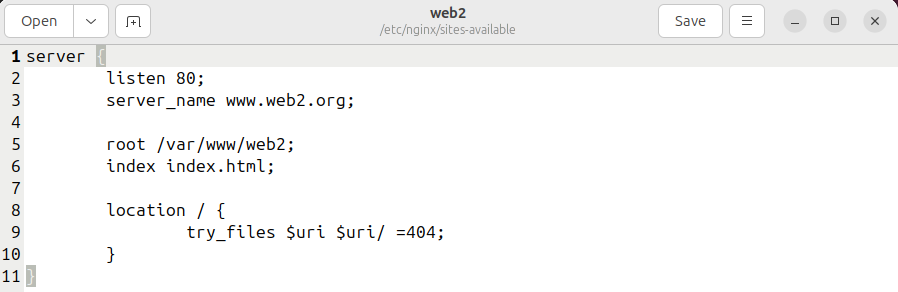 Open
web2
/etc/nginx/sites-available
Save
1 server {
2 listen 80;
3 server_name www.web2.org;
4
5 root /var/www/web2;
6 index index.html;
7
8 location / {
9 try_files $uri $uri/ =404;
10 }
11 }